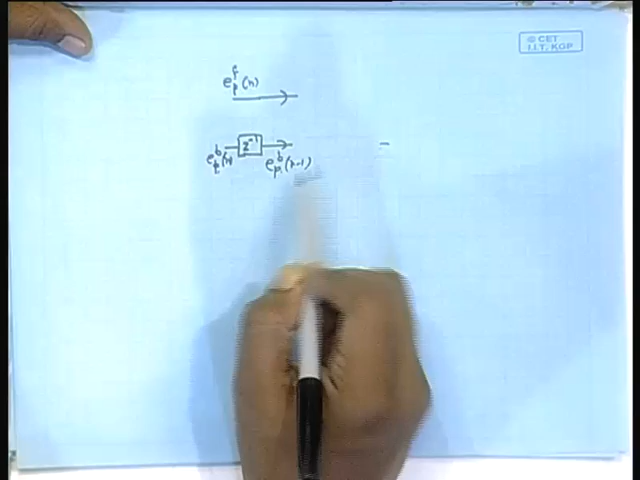 © CET
I.I.T. KGP
e_p^f(n)
z^-1
e_p^b(n)
e_p^b(n-1)